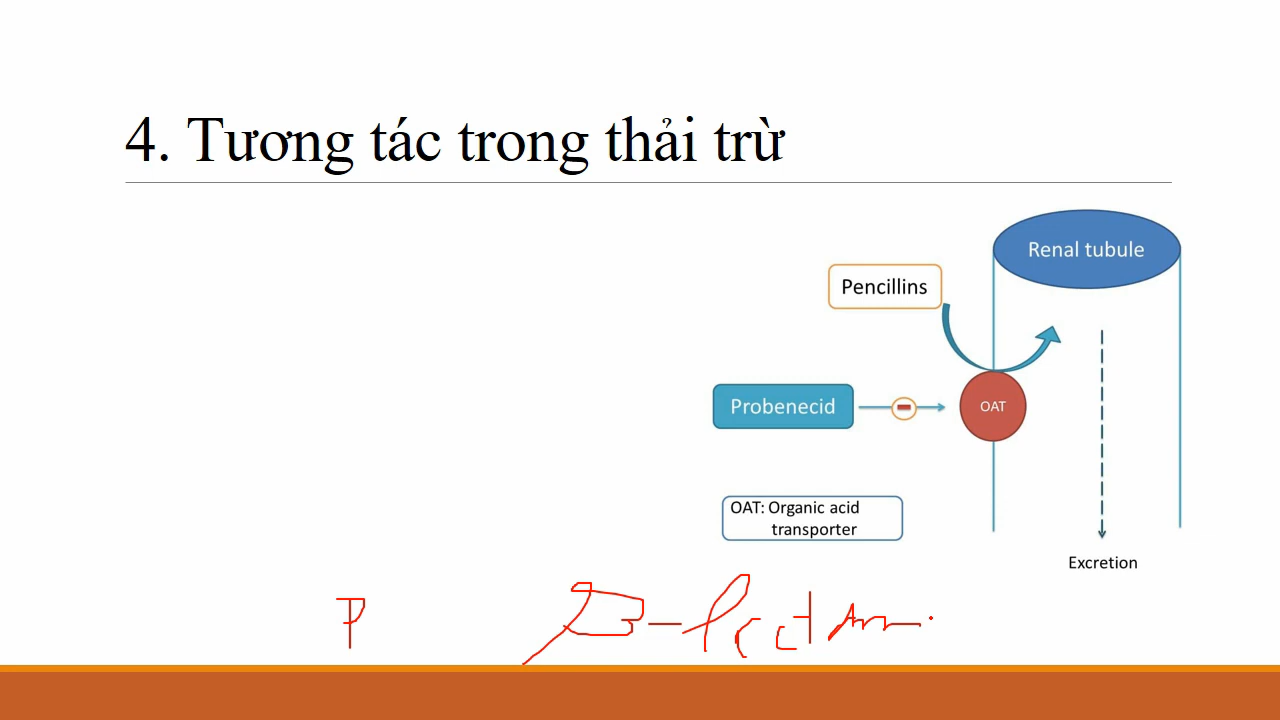 4. Tương tác trong thải trừ
Renal tubule
Pencillins
Probenecid
OAT
OAT: Organic acid
transporter
Excretion
P
β-lactam